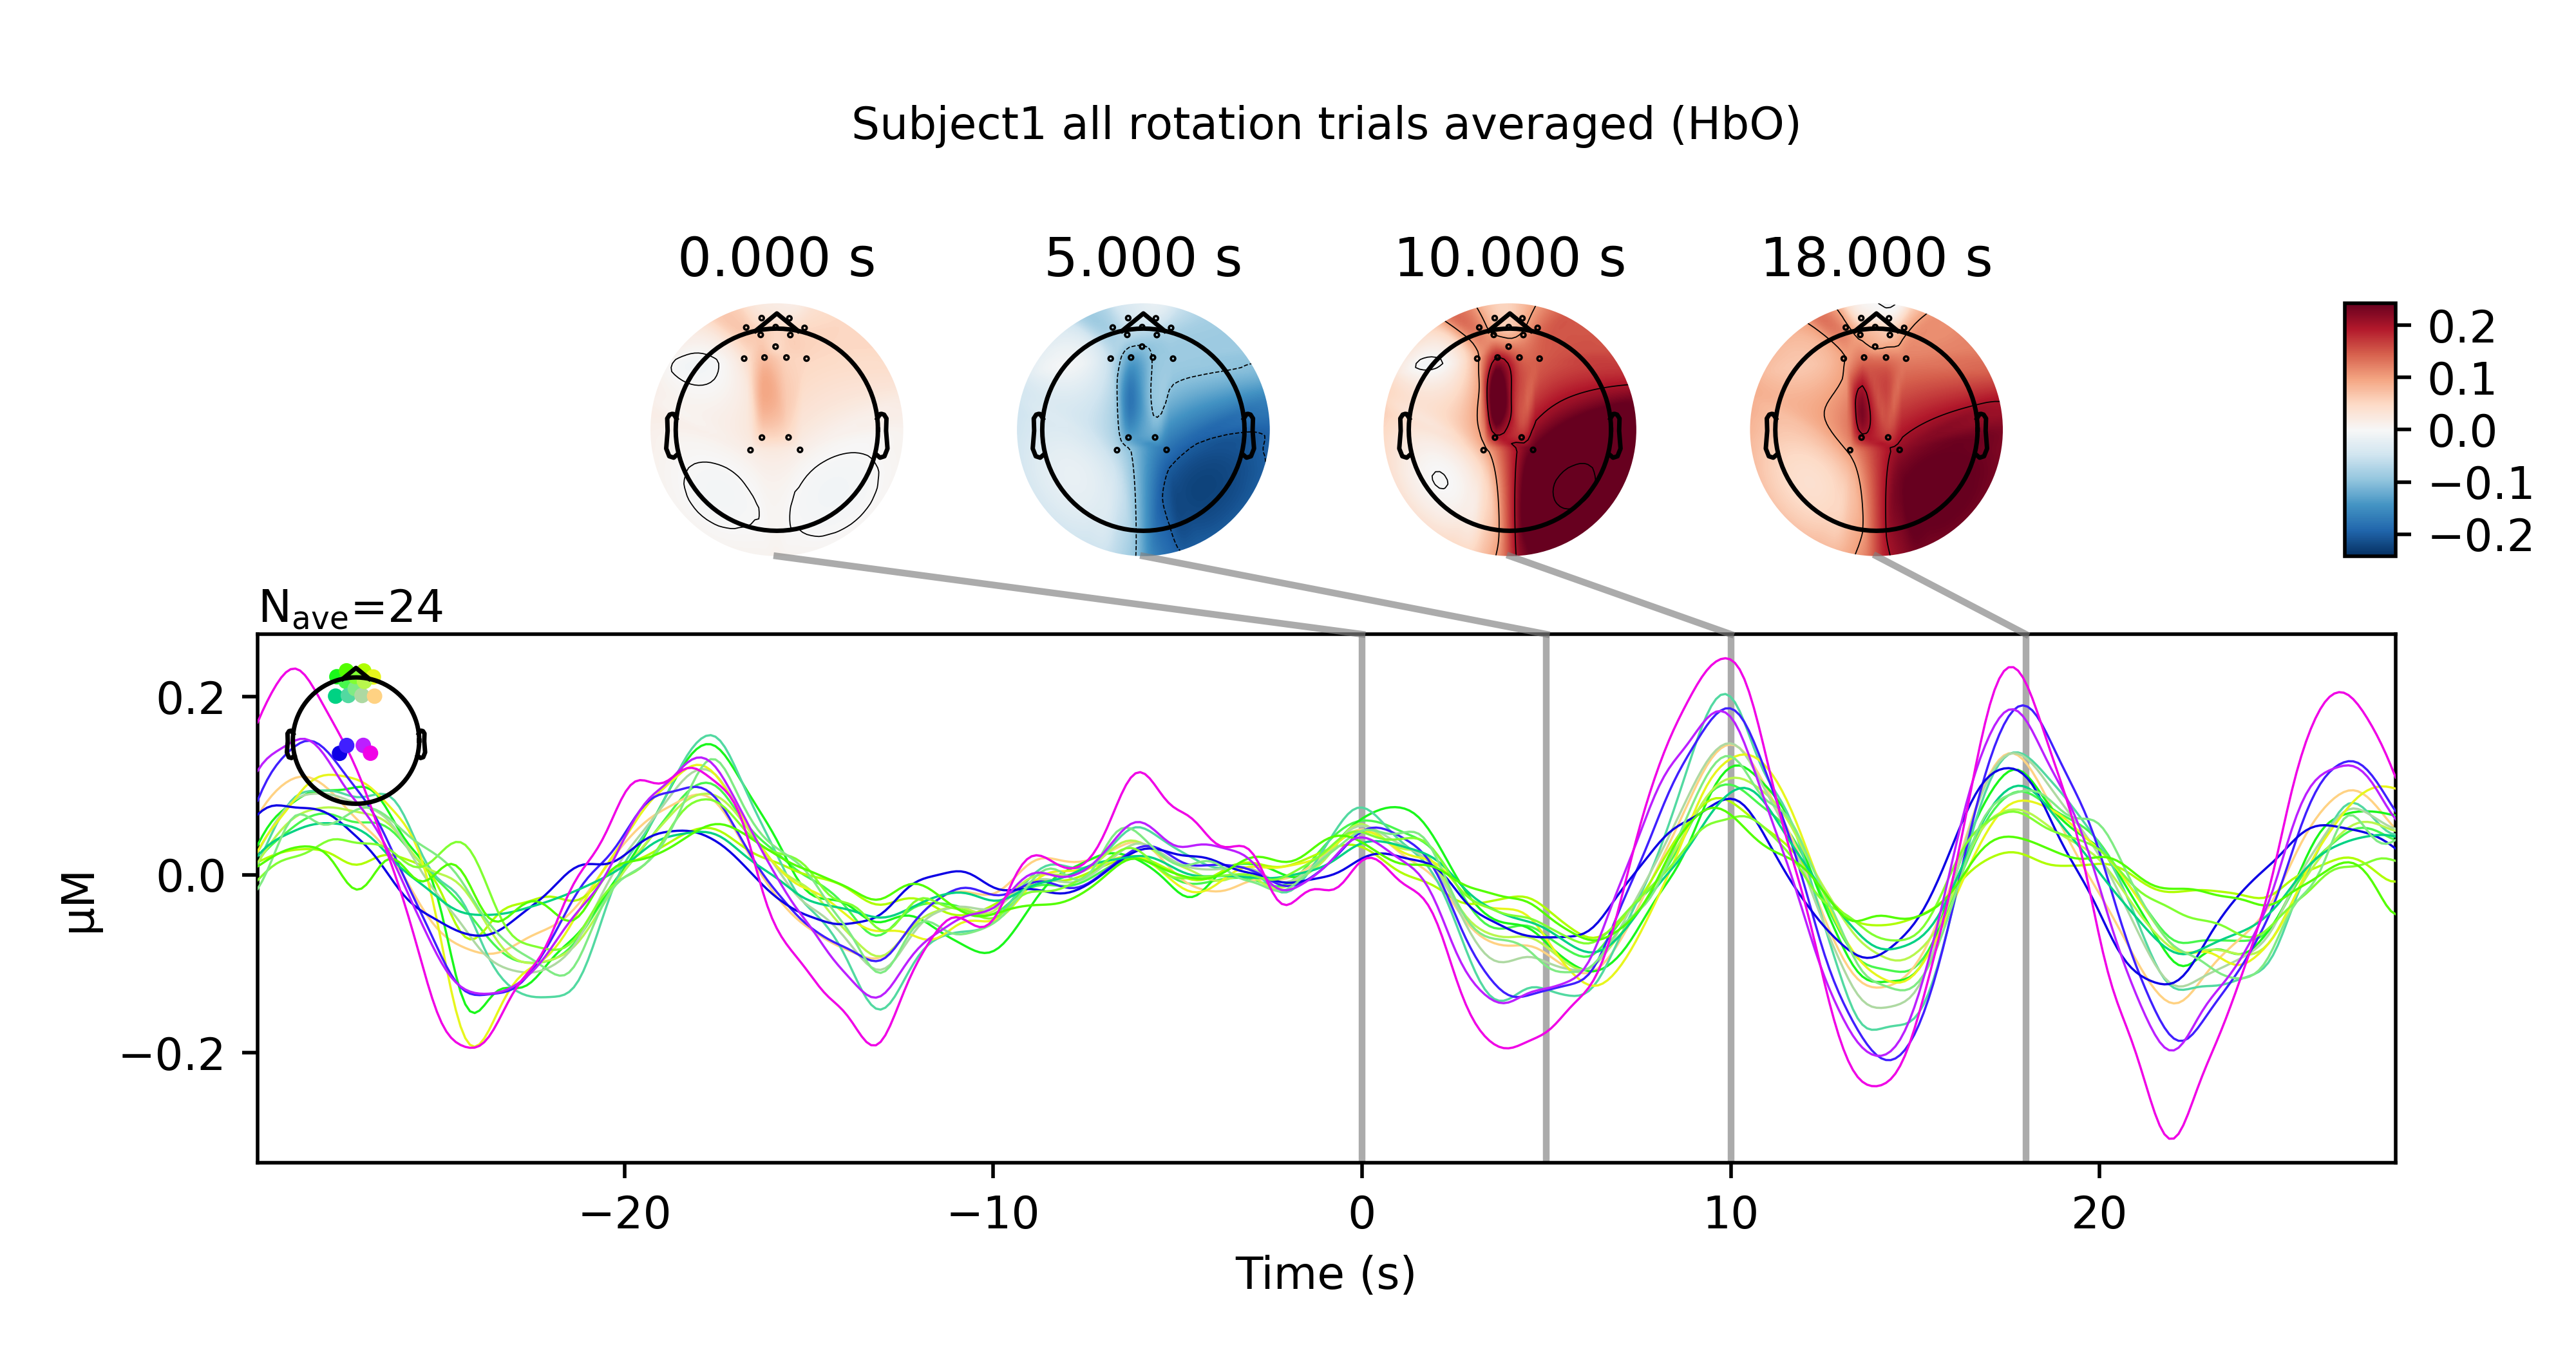 Subject1 all rotation trials averaged (HbO)
0.000 s 5.000 s 10.000 s 18.000 s
0.2
0.1
0.0
−0.1
−0.2
Nave=24
0.2
0.0
−0.2
µM
−20 −10 0 10 20
Time (s)